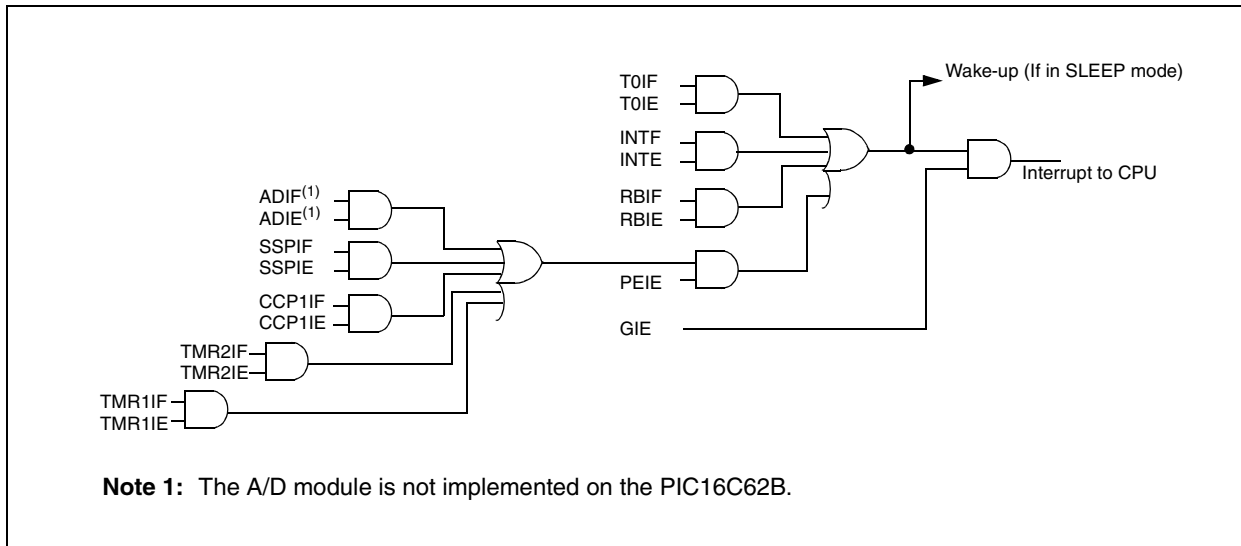 Wake-up (If in SLEEP mode)
T0IF
T0IE
INTF
INTE
Interrupt to CPU
RBIF
RBIE
ADIF(1)
ADIE(1)
SSPIF
SSPIE
PEIE
CCP1IF
CCP1IE
GIE
TMR2IF
TMR2IE
TMR1IF
TMR1IE
Note 1: The A/D module is not implemented on the PIC16C62B.